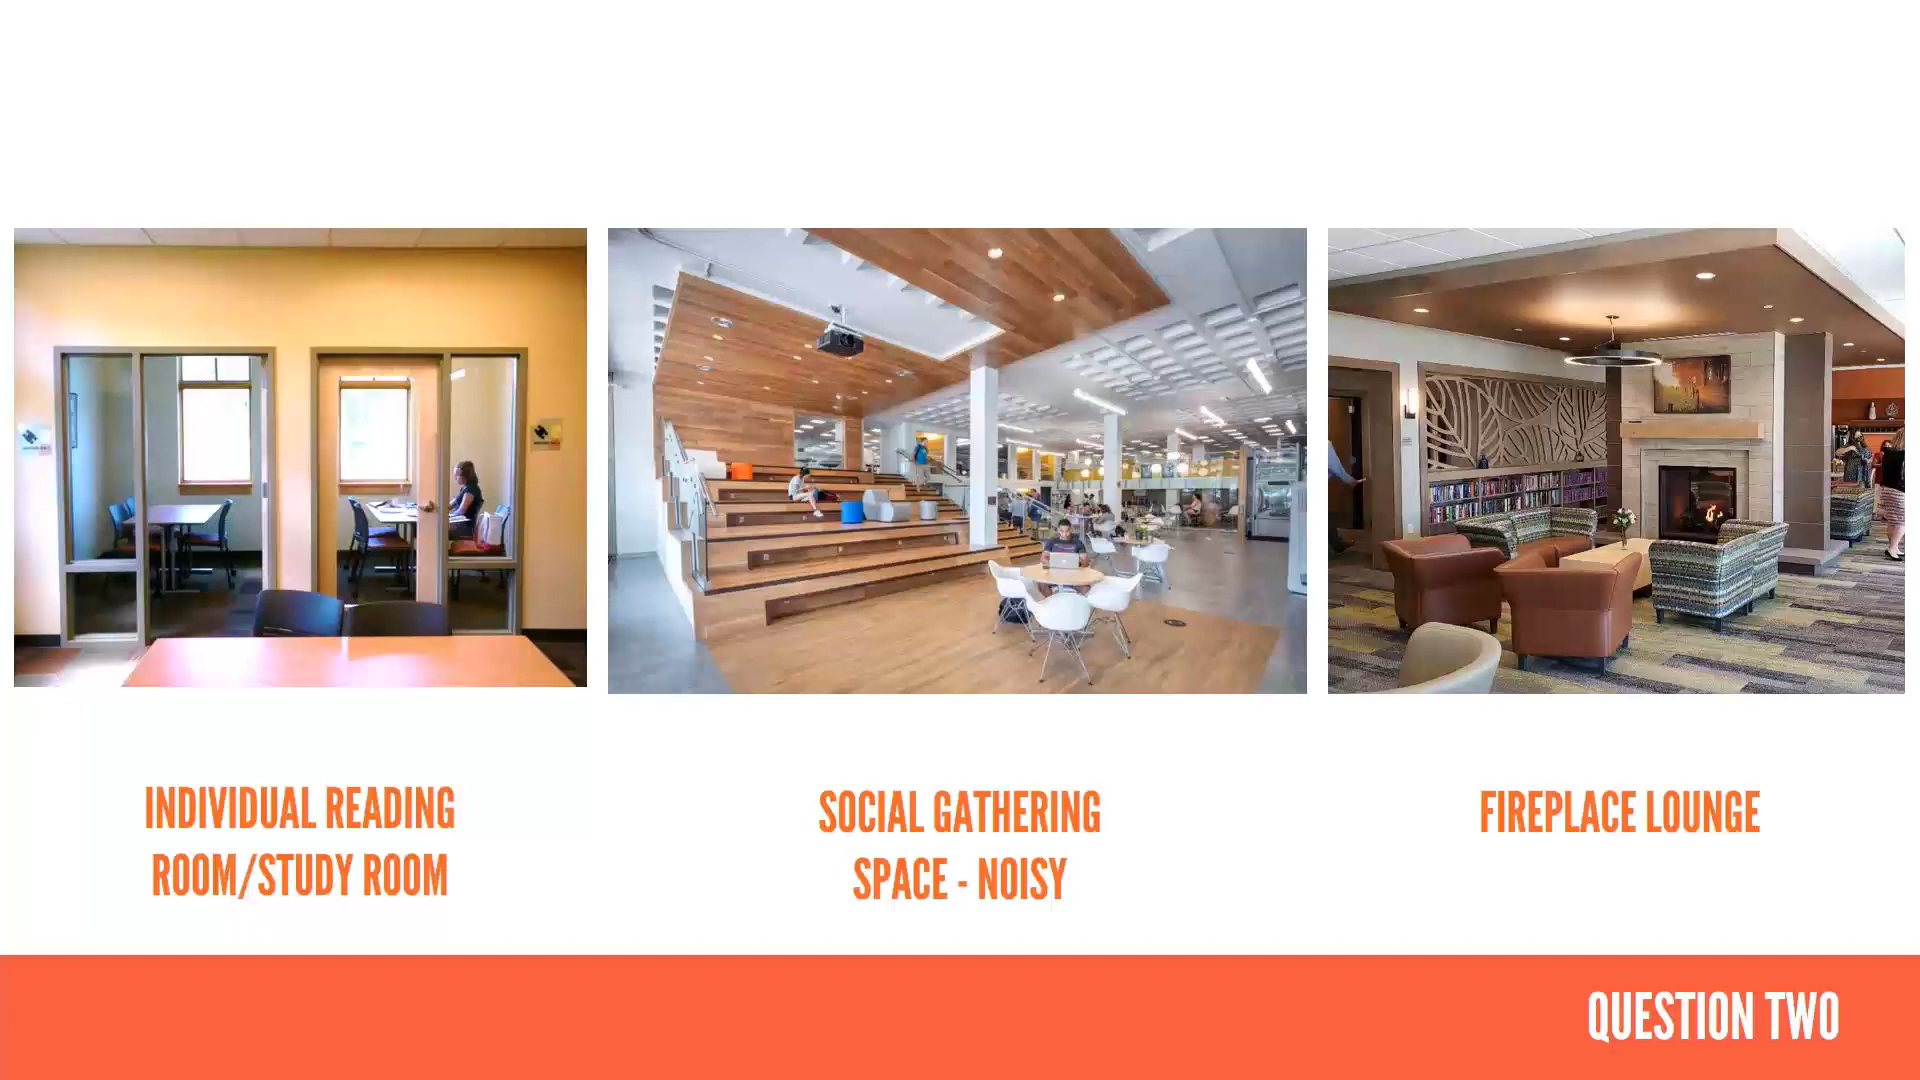 INDIVIDUAL READING
ROOM/STUDY ROOM
SOCIAL GATHERING
SPACE - NOISY
FIREPLACE LOUNGE
QUESTION TWO